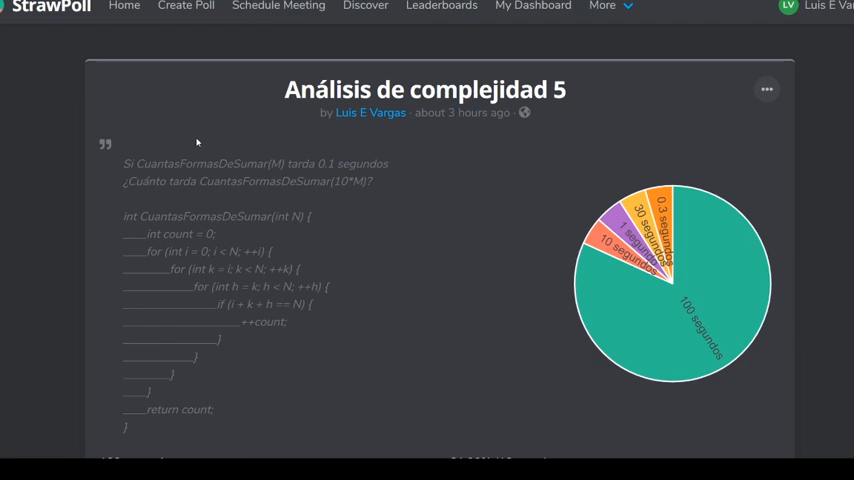 StrawPoll Home Create Poll Schedule Meeting Discover Leaderboards My Dashboard More LV Luis E Var
Análisis de complejidad 5
by Luis E Vargas · about 3 hours ago ·
Si CuantasFormasDeSumar(M) tarda 0.1 segundos
¿Cuánto tarda CuantasFormasDeSumar(10*M)?
int CuantasFormasDeSumar(int N) {
____int count = 0;
____for (int i = 0; i < N; ++i) {
________for (int k = i; k < N; ++k) {
____________for (int h = k; h < N; ++h) {
________________if (i + k + h == N) {
____________________++count;
________________}
____________}
________}
____}
____return count;
}
0.3 segundos
30 segundos
1 segundo
10 segundos
100 segundos